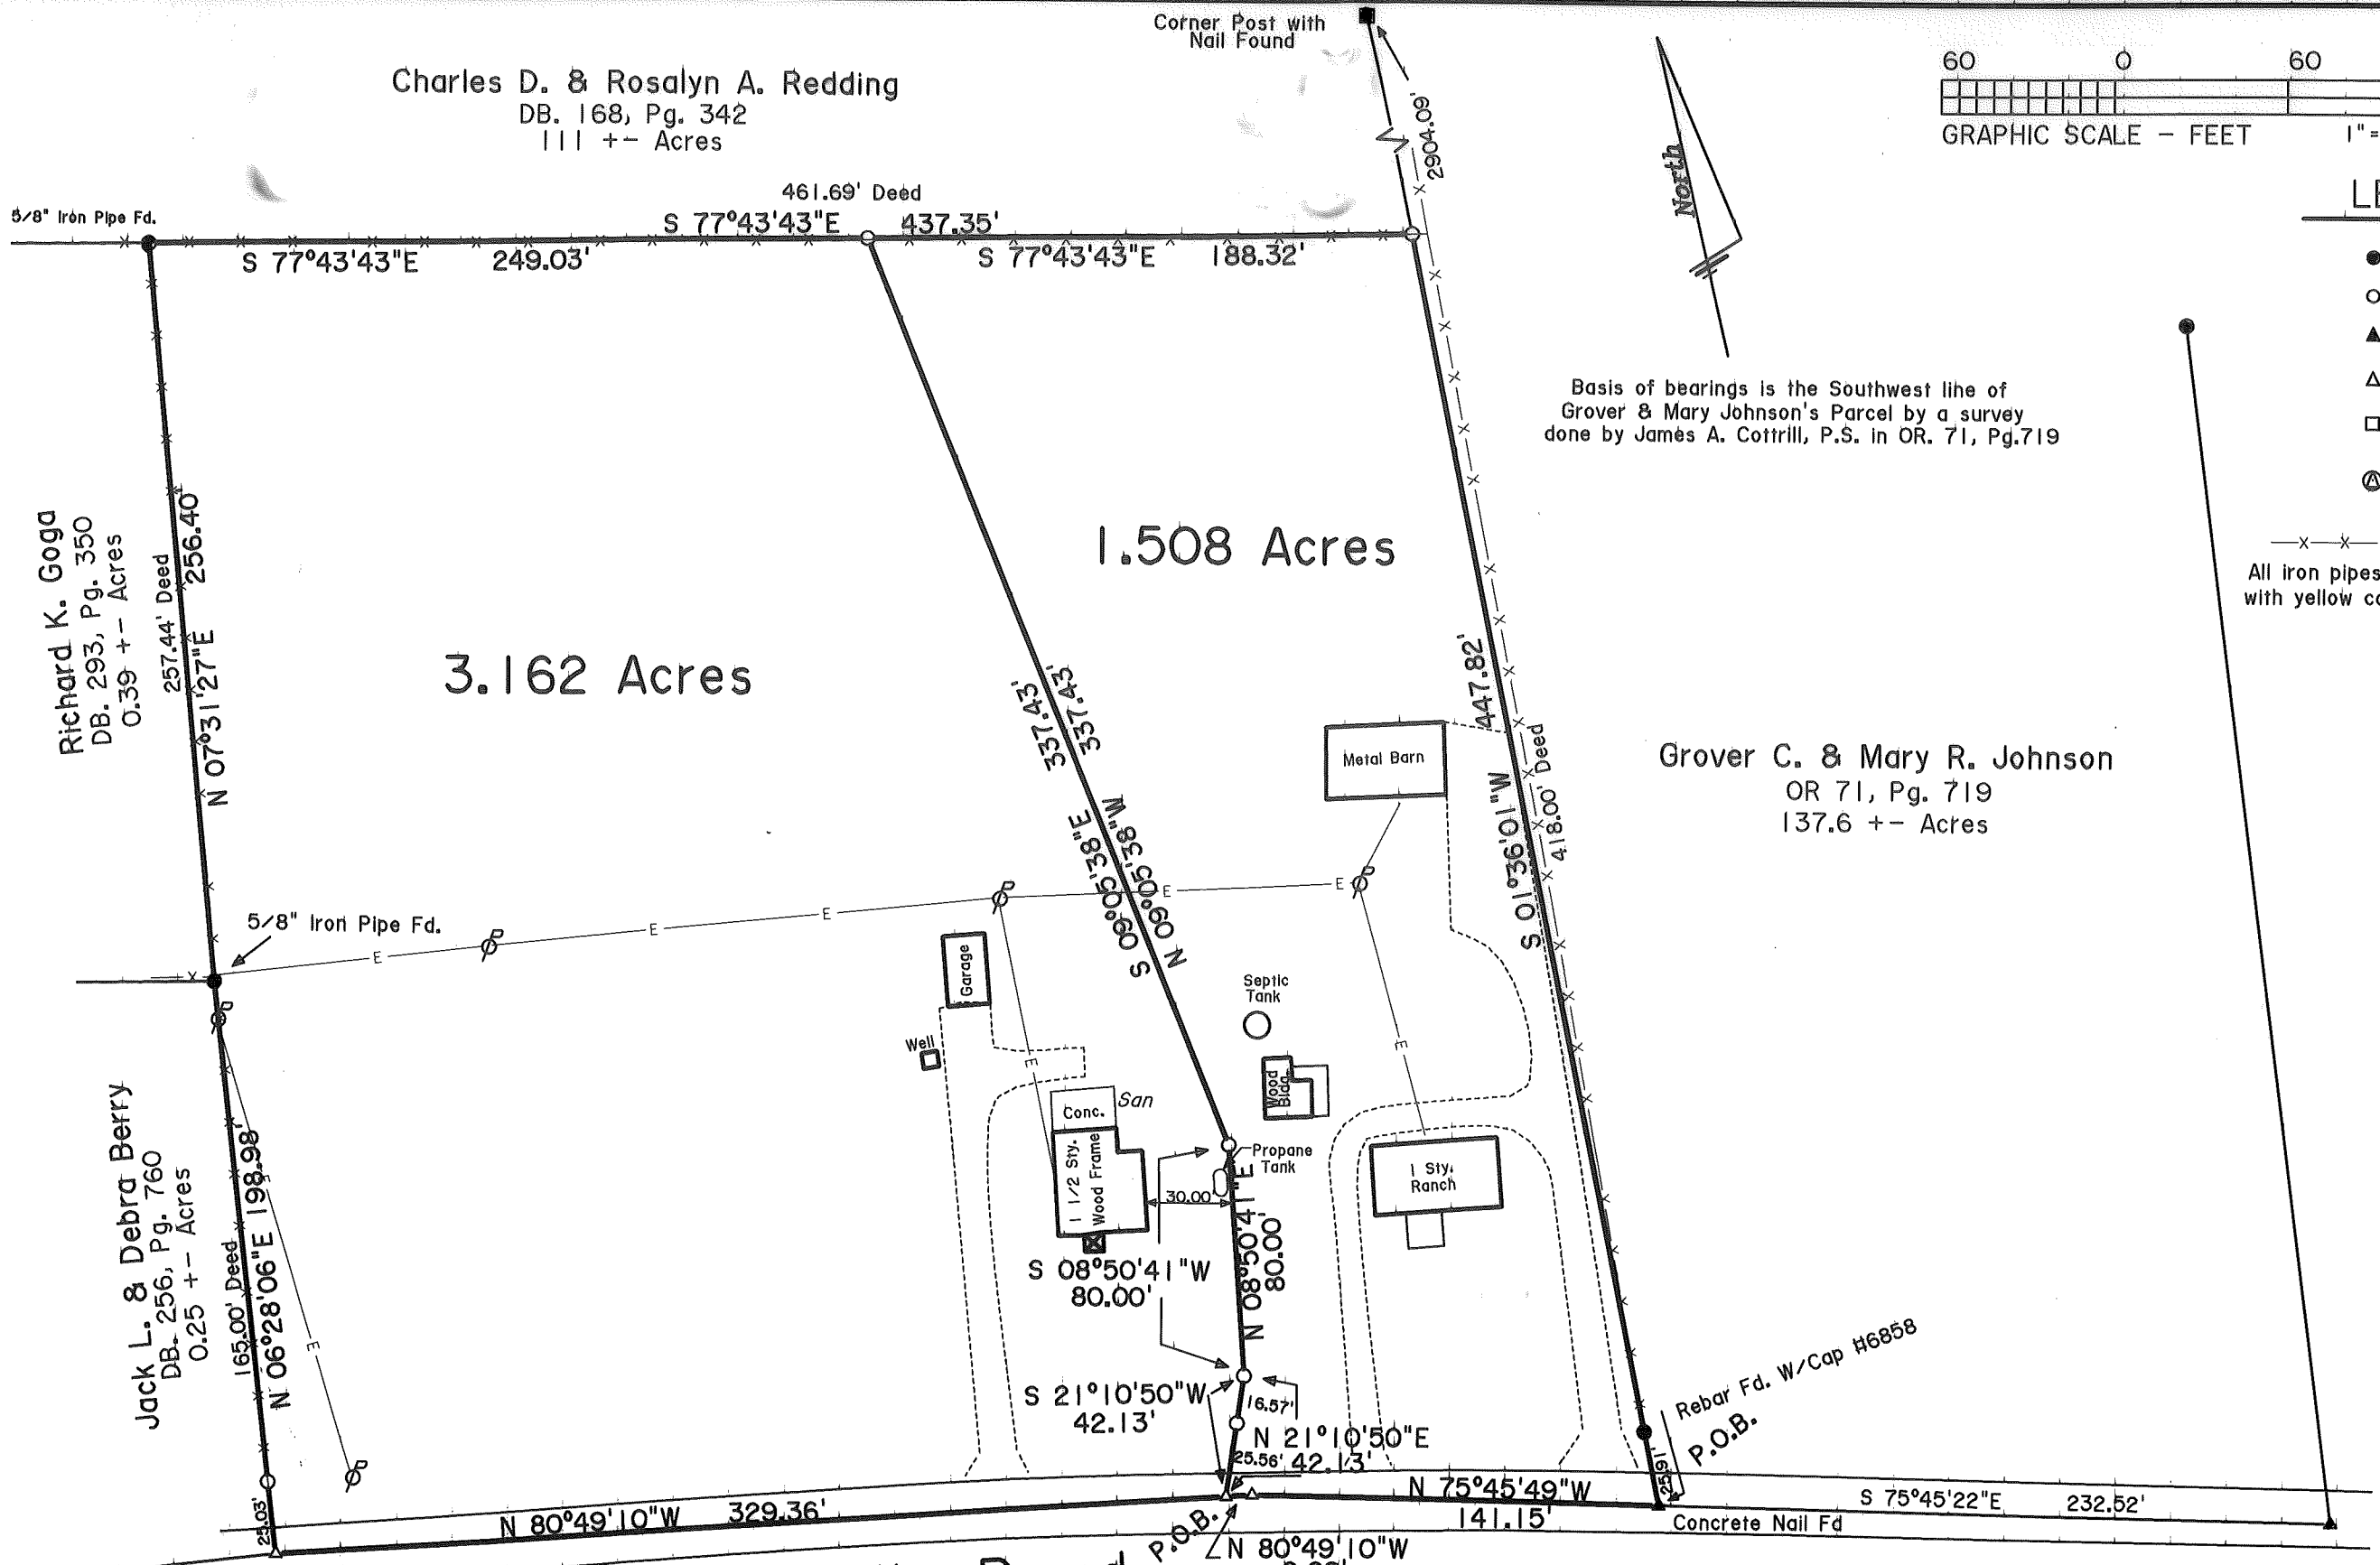 Corner Post with
Nail Found
Charles D. & Rosalyn A. Redding
DB. 168, Pg. 342
111 +- Acres
2904.09'
North
60 0 60
GRAPHIC SCALE - FEET 1"=
461.69' Deed
5/8" Iron Pipe Fd.
S 77°43'43"E 437.35'
S 77°43'43"E 249.03'
S 77°43'43"E 188.32'
Basis of bearings is the Southwest line of
Grover & Mary Johnson's Parcel by a survey
done by James A. Cottrill, P.S. in OR. 71, Pg.719
All iron pipes
with yellow
Richard K. Goga
DB. 293, Pg. 350
0.39 +- Acres
257.44' Deed
N 07°31'27"E 256.40'
1.508 Acres
3.162 Acres
337.43'
337.43'
S 09°05'38"E
N 09°05'38"W
447.82'
S 01°36'01"W
418.00' Deed
Metal Barn
Grover C. & Mary R. Johnson
OR 71, Pg. 719
137.6 +- Acres
5/8" Iron Pipe Fd.
Garage
Well
Septic
Tank
Wood
Bldg.
Conc.
San
1 1/2 Sty.
Wood Frame
Propane
Tank
30.00'
1 Sty.
Ranch
Jack L. & Debra Berry
DB. 256, Pg. 760
0.25 +- Acres
165.00' Deed
N 06°28'06"E 198.98'
S 08°50'41"W
80.00'
N 08°50'41"E
80.00'
S 21°10'50"W
42.13'
16.57'
N 21°10'50"E
25.56' 42.13'
Rebar Fd. W/Cap #6858
P.O.B.
25.91'
25.03'
N 80°49'10"W 329.36'
N 75°45'49"W
141.15'
S 75°45'22"E 232.52'
Concrete Nail Fd
P.O.B.
N 80°49'10"W